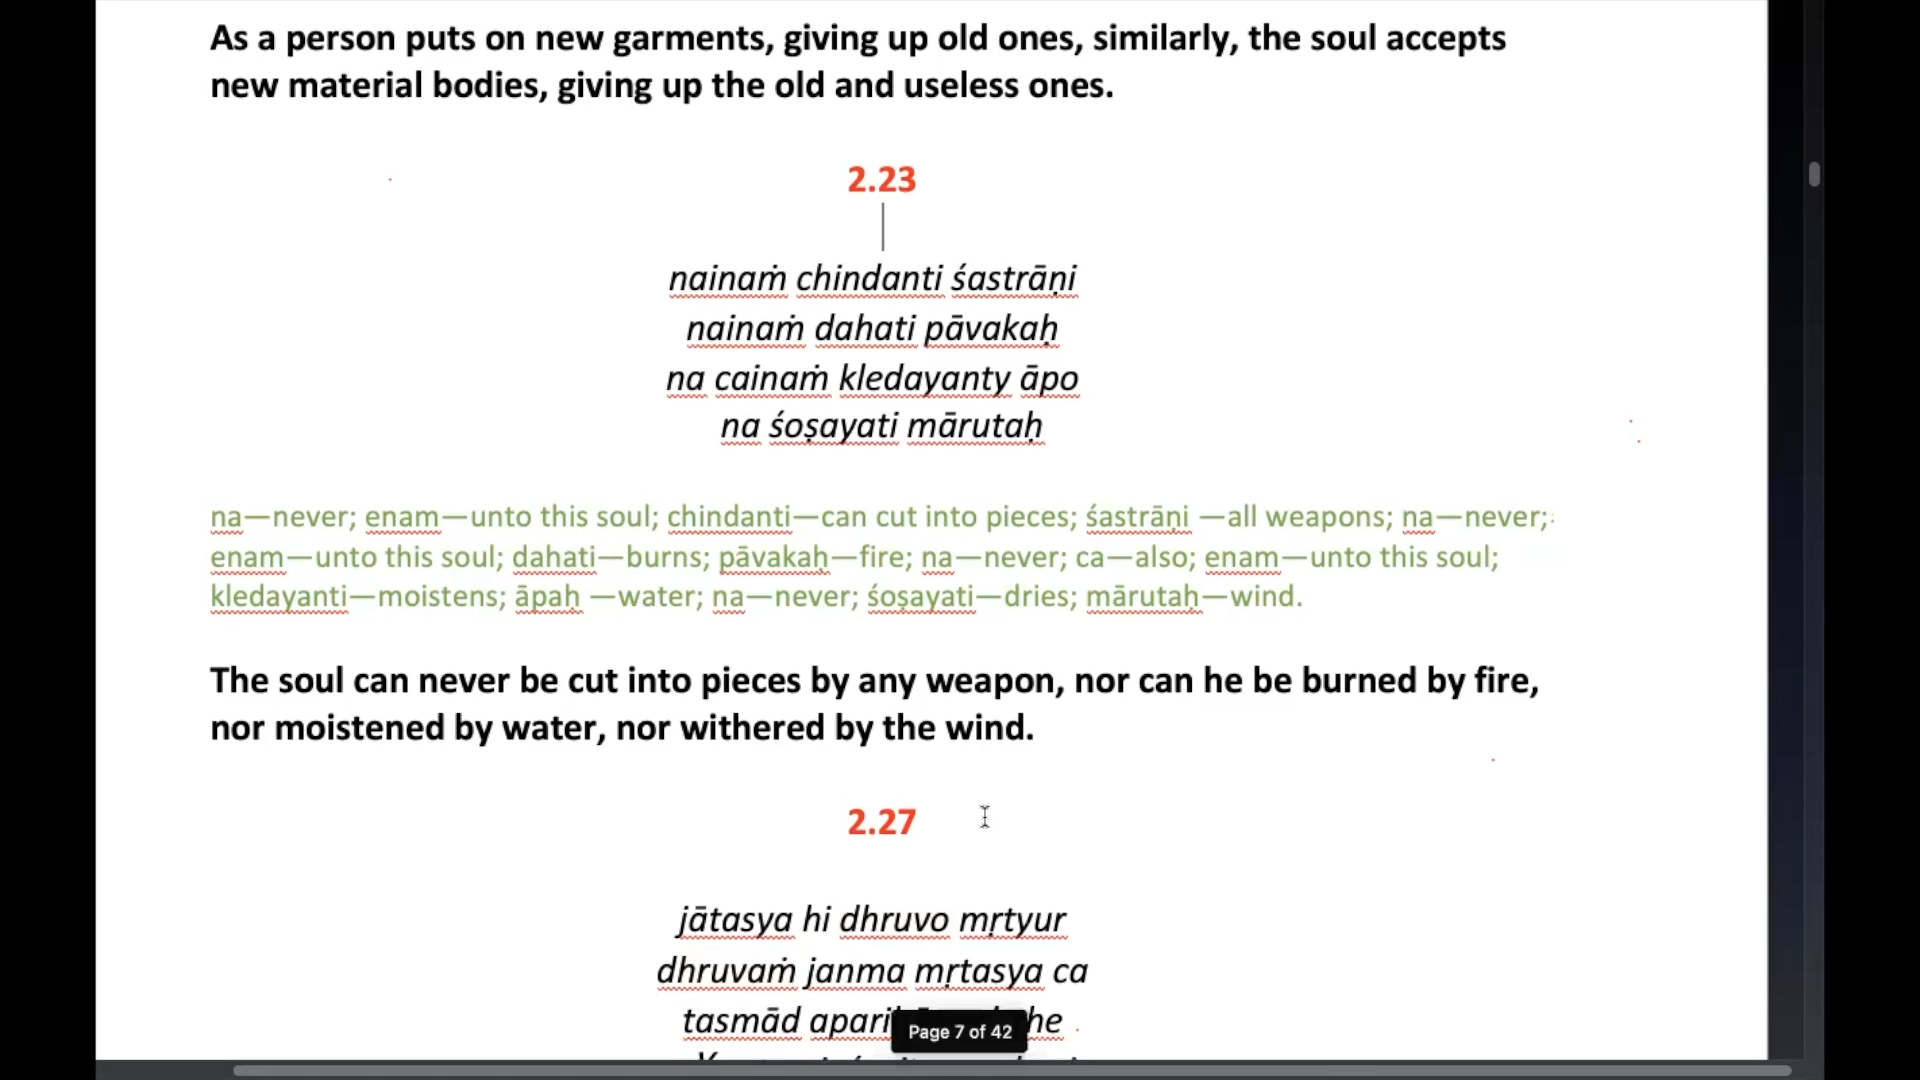 As a person puts on new garments, giving up old ones, similarly, the soul accepts
new material bodies, giving up the old and useless ones.
2.23
nainaṁ chindanti śastrāṇi
nainaṁ dahati pāvakaḥ
na cainaṁ kledayanty āpo
na śoṣayati mārutaḥ
na—never; enam—unto this soul; chindanti—can cut into pieces; śastrāṇi —all weapons; na—never;
enam—unto this soul; dahati—burns; pāvakaḥ—fire; na—never; ca—also; enam—unto this soul;
kledayanti—moistens; āpaḥ —water; na—never; śoṣayati—dries; mārutaḥ—wind.
The soul can never be cut into pieces by any weapon, nor can he be burned by fire,
nor moistened by water, nor withered by the wind.
2.27
jātasya hi dhruvo mṛtyur
dhruvaṁ janma mṛtasya ca
tasmād
Page 7 of 42